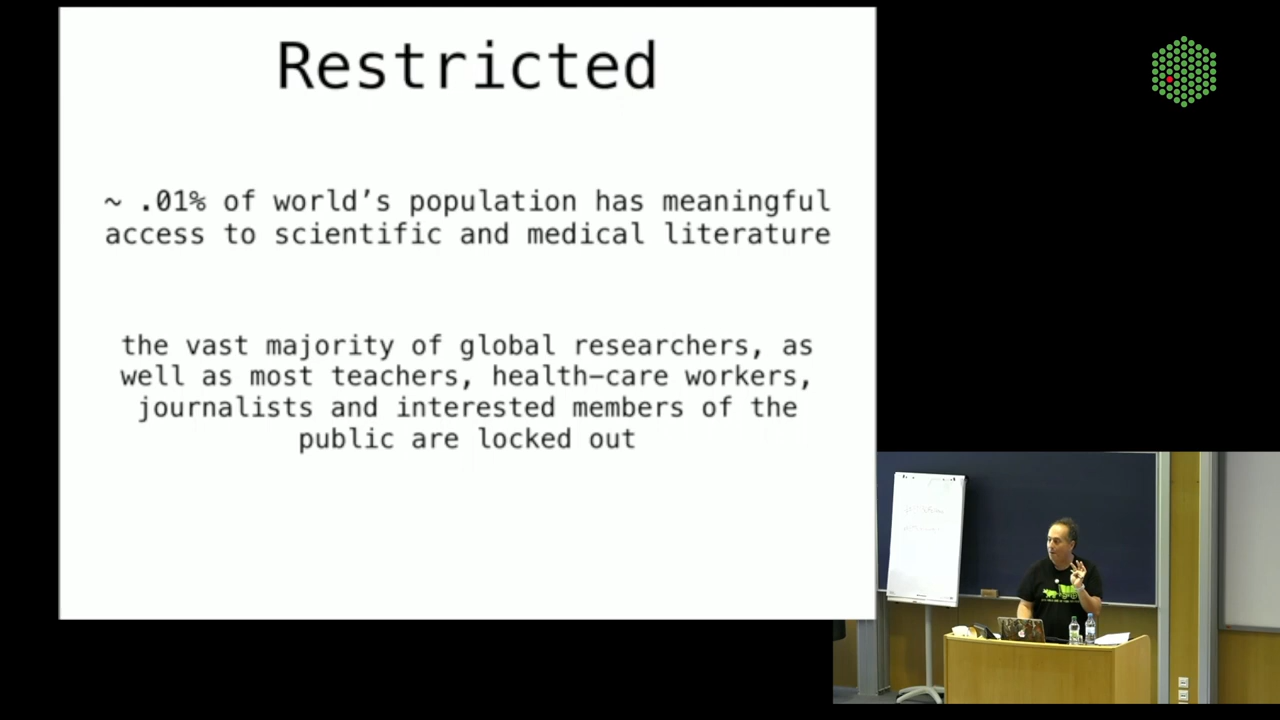 Restricted
~ .01% of world’s population has meaningful
access to scientific and medical literature
the vast majority of global researchers, as
well as most teachers, health-care workers,
journalists and interested members of the
public are locked out